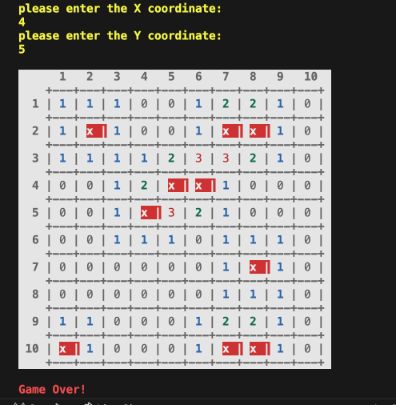 please enter the X coordinate:
4
please enter the Y coordinate:
5
1 2 3 4 5 6 7 8 9 10
+---+---+---+---+---+---+---+---+---+---+
1 | 1 | 1 | 1 | 0 | 0 | 1 | 2 | 2 | 1 | 0 |
+---+---+---+---+---+---+---+---+---+---+
2 | 1 | x | 1 | 0 | 0 | 1 | x | x | 1 | 0 |
+---+---+---+---+---+---+---+---+---+---+
3 | 1 | 1 | 1 | 1 | 2 | 3 | 3 | 2 | 1 | 0 |
+---+---+---+---+---+---+---+---+---+---+
4 | 0 | 0 | 1 | 2 | x | x | 1 | 0 | 0 | 0 |
+---+---+---+---+---+---+---+---+---+---+
5 | 0 | 0 | 1 | x | 3 | 2 | 1 | 0 | 0 | 0 |
+---+---+---+---+---+---+---+---+---+---+
6 | 0 | 0 | 1 | 1 | 1 | 0 | 1 | 1 | 1 | 0 |
+---+---+---+---+---+---+---+---+---+---+
7 | 0 | 0 | 0 | 0 | 0 | 0 | 1 | x | 1 | 0 |
+---+---+---+---+---+---+---+---+---+---+
8 | 0 | 0 | 0 | 0 | 0 | 0 | 1 | 1 | 1 | 0 |
+---+---+---+---+---+---+---+---+---+---+
9 | 1 | 1 | 0 | 0 | 0 | 1 | 2 | 2 | 1 | 0 |
+---+---+---+---+---+---+---+---+---+---+
10 | x | 1 | 0 | 0 | 0 | 1 | x | x | 1 | 0 |
+---+---+---+---+---+---+---+---+---+---+
Game Over!